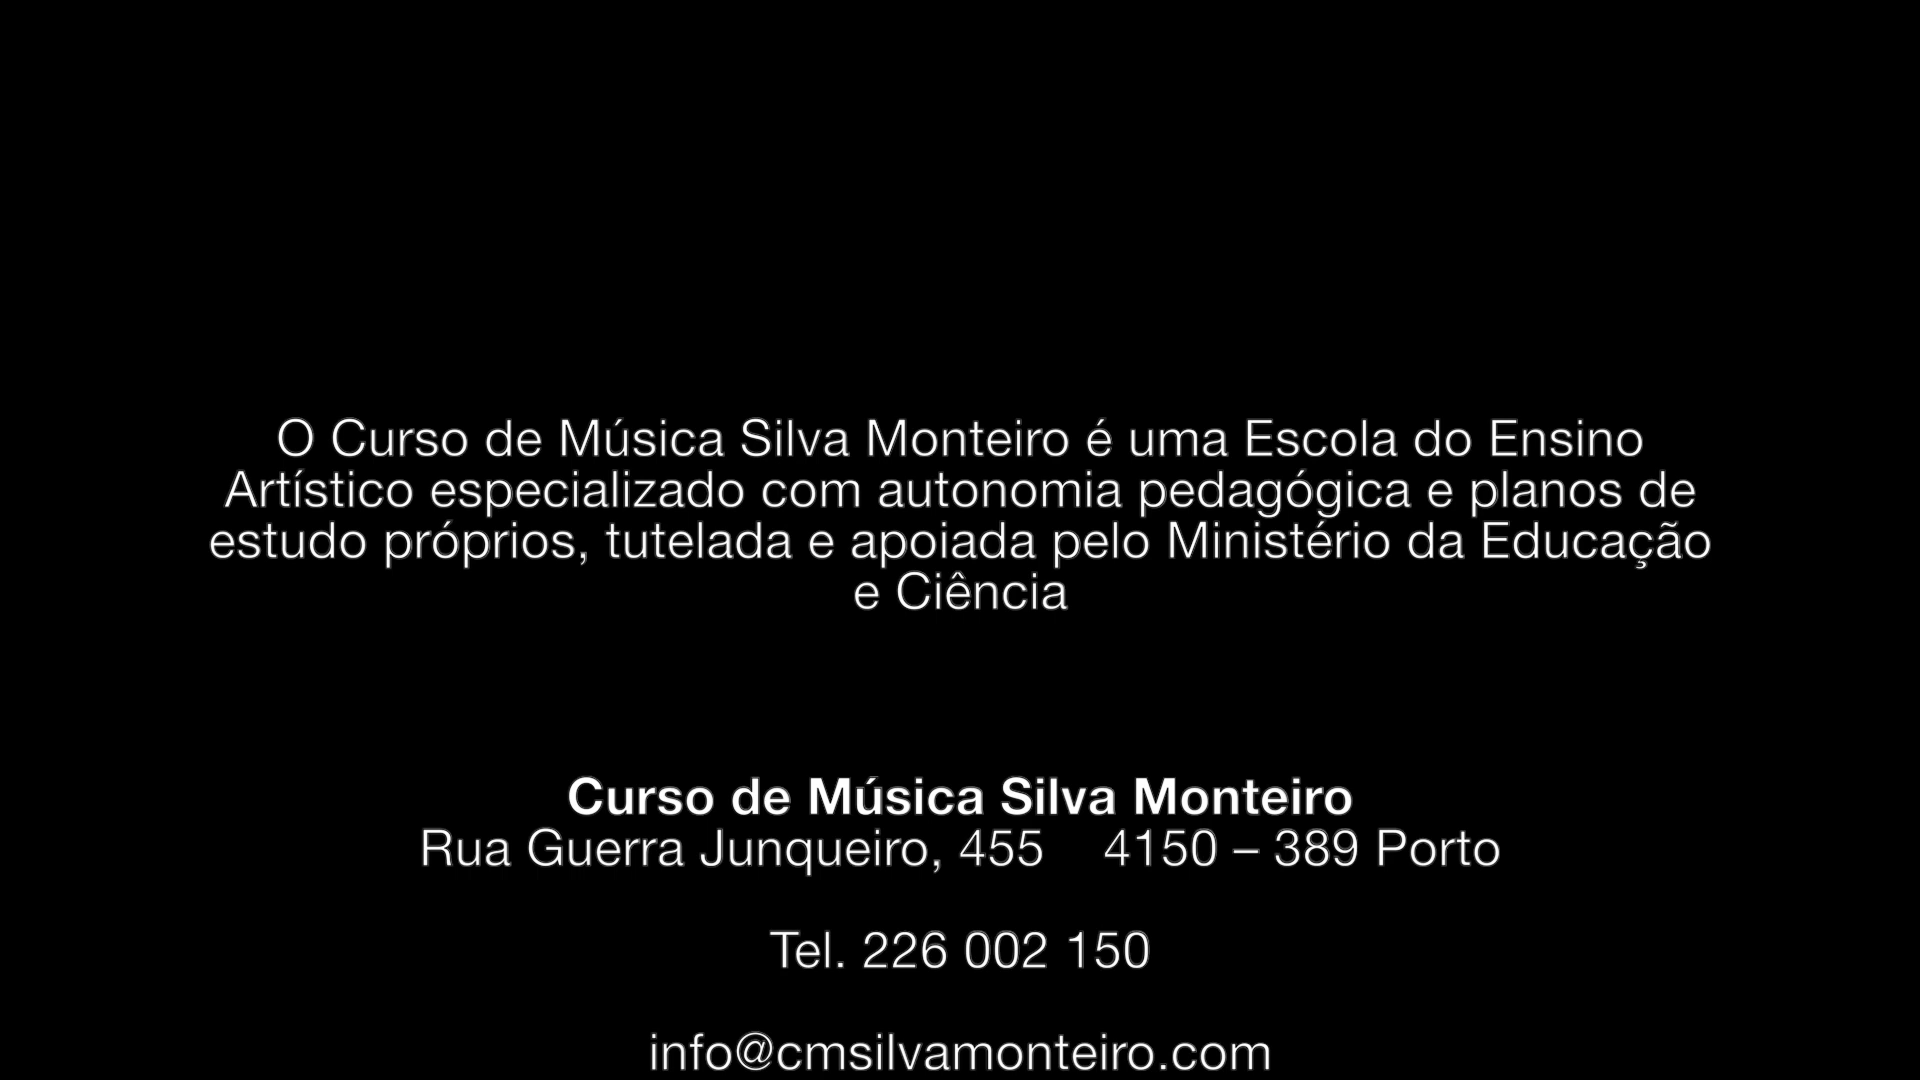 O Curso de Música Silva Monteiro é uma Escola do Ensino
Artístico especializado com autonomia pedagógica e planos de
estudo próprios, tutelada e apoiada pelo Ministério da Educação
e Ciência
Curso de Música Silva Monteiro
Rua Guerra Junqueiro, 455    4150 – 389 Porto
Tel. 226 002 150
info@cmsilvamonteiro.com